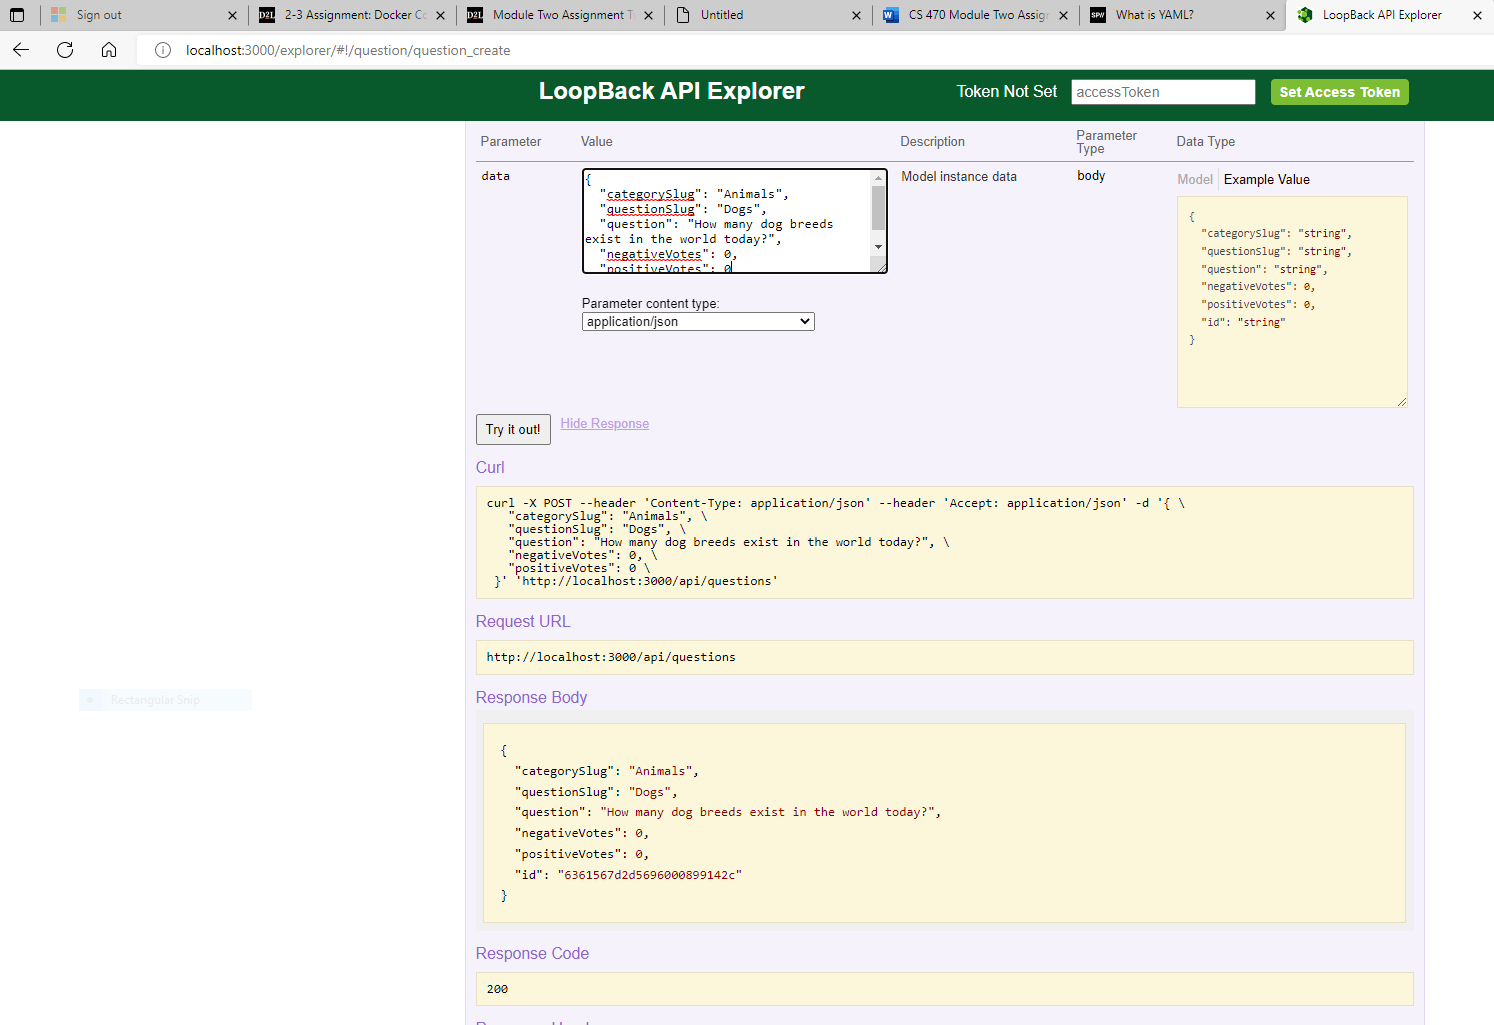 Sign out
2-3 Assignment: Docker Co
Module Two Assignment T
Untitled
CS 470 Module Two Assign
What is YAML?
LoopBack API Explorer
localhost:3000/explorer/#!/question/question_create
LoopBack API Explorer
Token Not Set
accessToken
Set Access Token
Parameter
Value
Description
Parameter
Type
Data Type
data
{
"categorySlug": "Animals",
"questionSlug": "Dogs",
"question": "How many dog breeds
exist in the world today?",
"negativeVotes": 0,
"positiveVotes": 0
Model instance data
body
Model
Example Value
{
"categorySlug": "string",
"questionSlug": "string",
"question": "string",
"negativeVotes": 0,
"positiveVotes": 0,
"id": "string"
}
Parameter content type:
application/json
Try it out!
Hide Response
Curl
curl -X POST --header 'Content-Type: application/json' --header 'Accept: application/json' -d '{ \
"categorySlug": "Animals", \
"questionSlug": "Dogs", \
"question": "How many dog breeds exist in the world today?", \
"negativeVotes": 0, \
"positiveVotes": 0 \
}' 'http://localhost:3000/api/questions'
Request URL
http://localhost:3000/api/questions
Rectangular Snip
Response Body
{
"categorySlug": "Animals",
"questionSlug": "Dogs",
"question": "How many dog breeds exist in the world today?",
"negativeVotes": 0,
"positiveVotes": 0,
"id": "6361567d2d5696000899142c"
}
Response Code
200